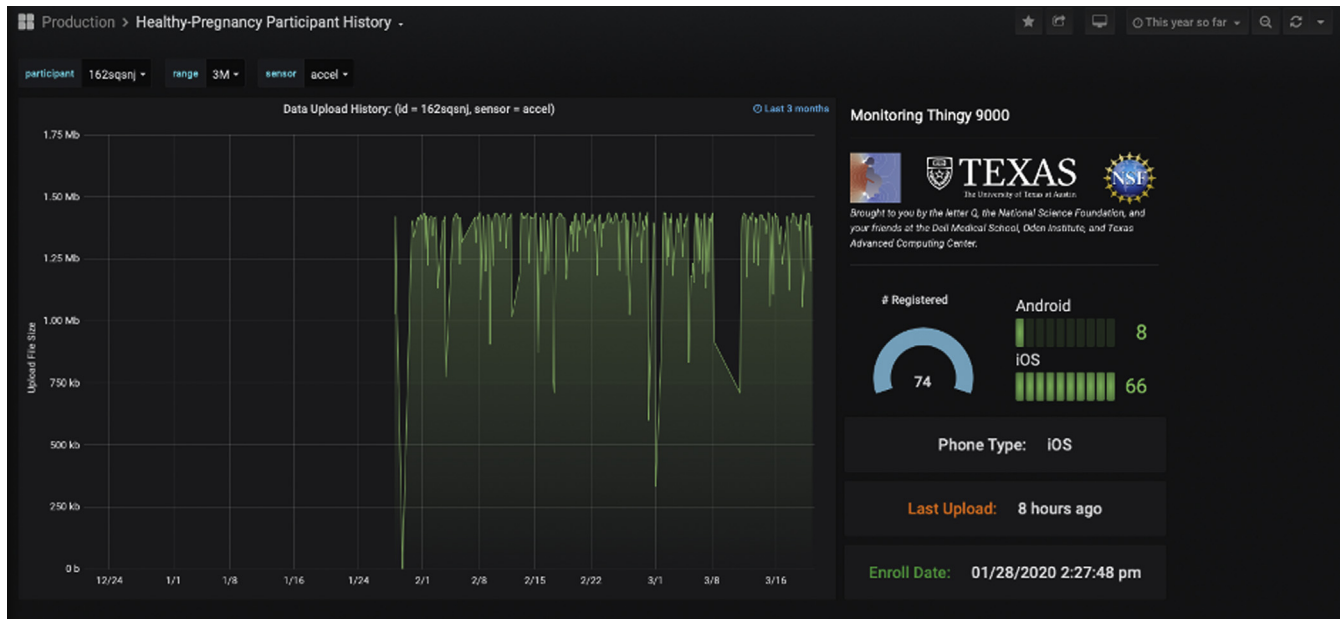 Production > Healthy-Pregnancy Participant History
This year so far
participant 162sqsnj range 3M sensor accel
Data Upload History: (id = 162sqsnj, sensor = accel)
Last 3 months
1.75 Mb
1.50 Mb
1.25 Mb
1.00 Mb
750 kb
500 kb
250 kb
0 b
Upload File Size
12/24 1/1 1/8 1/16 1/24 2/1 2/8 2/15 2/22 3/1 3/8 3/16
Monitoring Thingy 9000
TEXAS
The University of Texas at Austin
NSF
Brought to you by the letter Q, the National Science Foundation, and
your friends at the Dell Medical School, Oden Institute, and Texas
Advanced Computing Center.
# Registered
74
Android
8
iOS
66
Phone Type: iOS
Last Upload: 8 hours ago
Enroll Date: 01/28/2020 2:27:48 pm